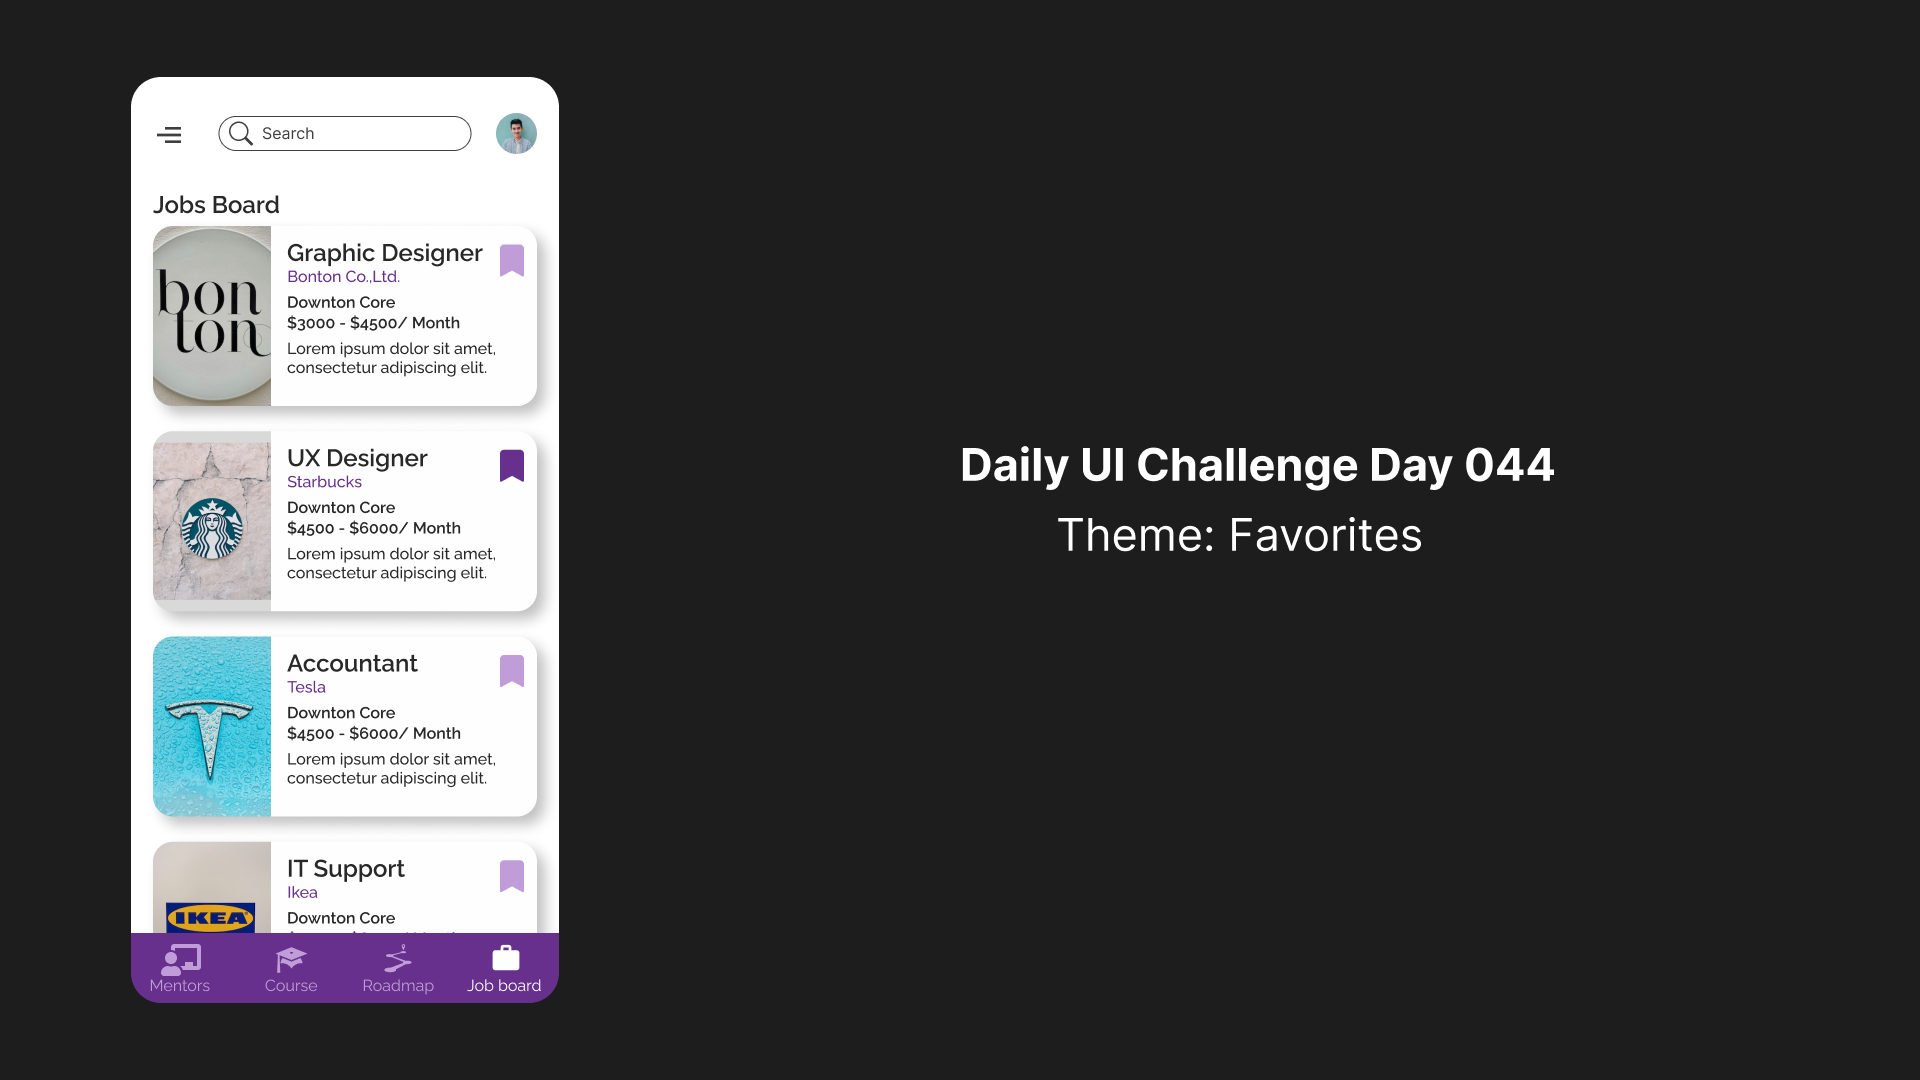 Search
Jobs Board
bon
ton
Graphic Designer
Bonton Co.,Ltd.
Downton Core
$3000 - $4500/ Month
Lorem ipsum dolor sit amet,
consectetur adipiscing elit.
UX Designer
Starbucks
Downton Core
$4500 - $6000/ Month
Lorem ipsum dolor sit amet,
consectetur adipiscing elit.
Accountant
Tesla
Downton Core
$4500 - $6000/ Month
Lorem ipsum dolor sit amet,
consectetur adipiscing elit.
IKEA
IT Support
Ikea
Downton Core
Mentors
Course
Roadmap
Job board
Daily UI Challenge Day 044
Theme: Favorites